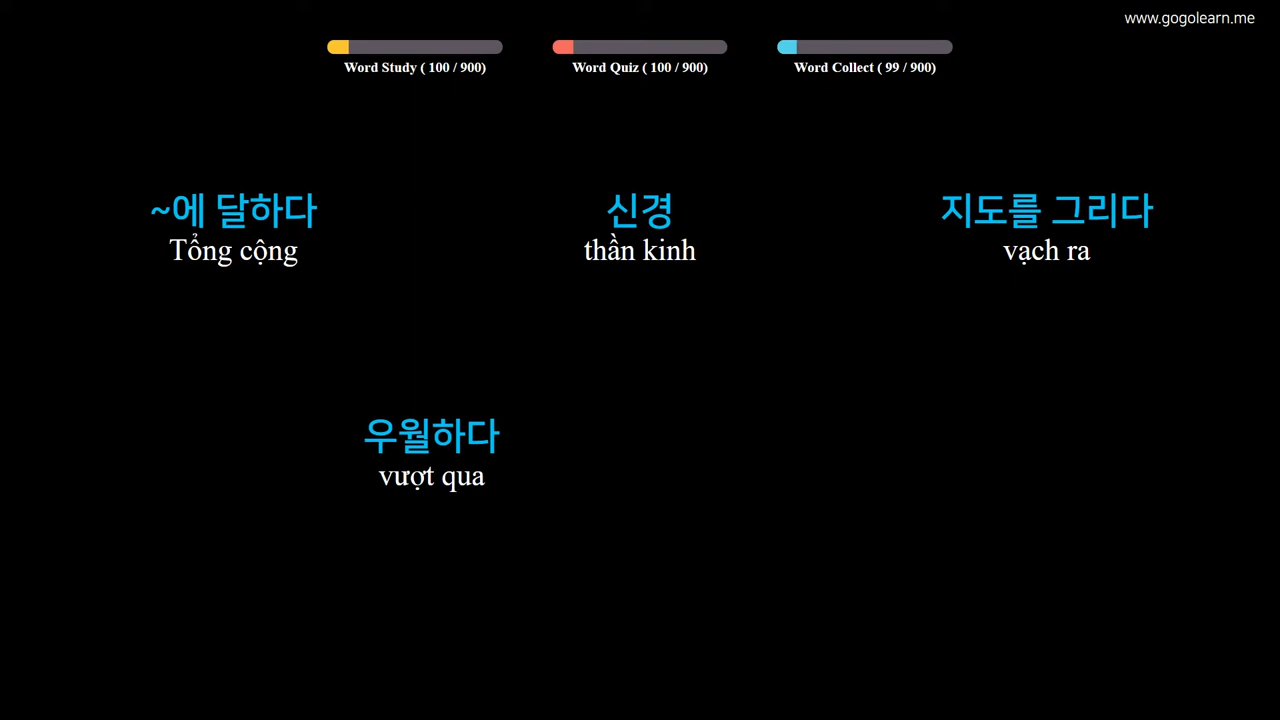 www.gogolearn.me
Word Study ( 100 / 900)
Word Quiz ( 100 / 900)
Word Collect ( 99 / 900)
~에 달하다
Tổng cộng
신경
thần kinh
지도를 그리다
vạch ra
우월하다
vượt qua